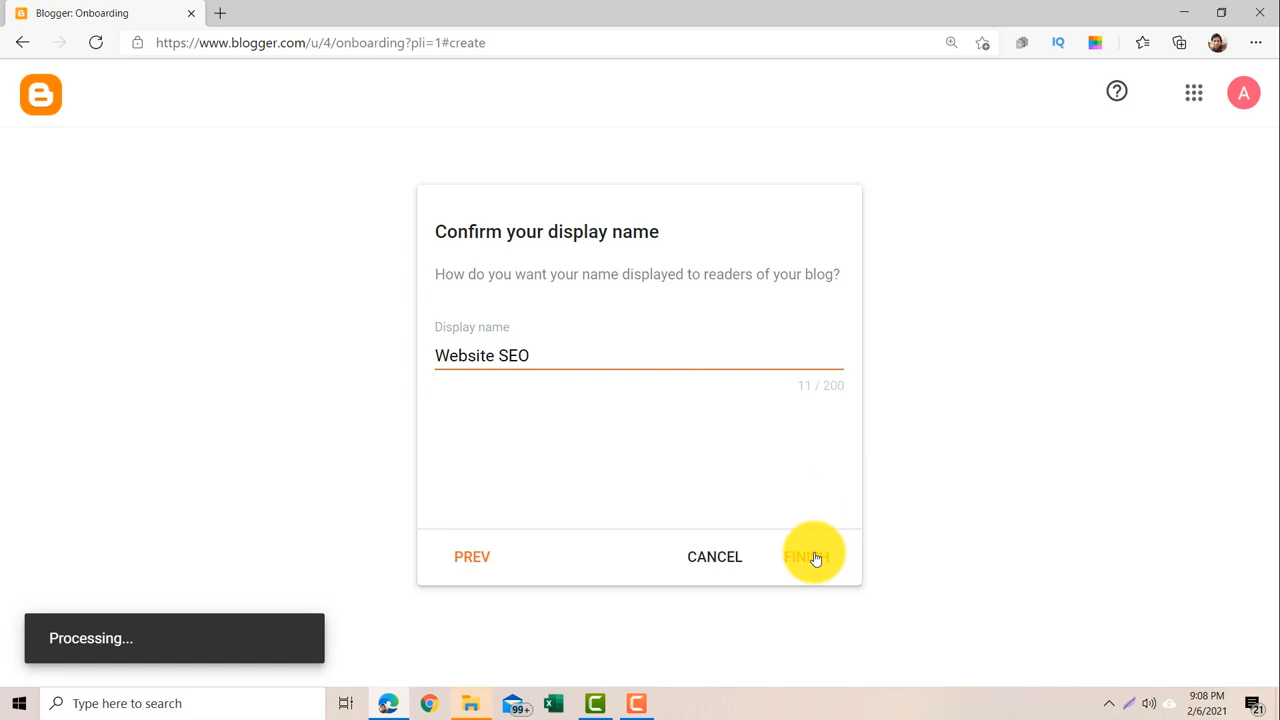 Blogger: Onboarding
https://www.blogger.com/u/4/onboarding?pli=1#create
IQ
A
Confirm your display name
How do you want your name displayed to readers of your blog?
Display name
Website SEO
11 / 200
PREV
CANCEL
FINISH
Processing...
Type here to search
99+
9:08 PM
2/6/2021
21